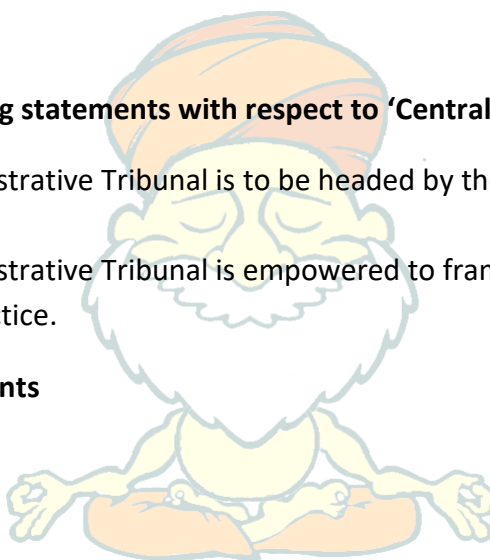 g statements with respect to ‘Central
strative Tribunal is to be headed by th
strative Tribunal is empowered to fran
tice.
nts